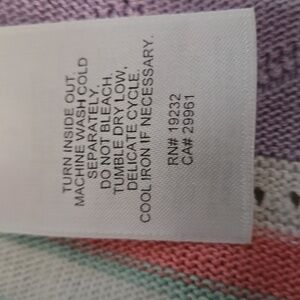 TURN INSIDE OUT.
MACHINE WASH COLD
SEPARATELY.
DO NOT BLEACH.
TUMBLE DRY LOW,
DELICATE CYCLE.
COOL IRON IF NECESSARY.
RN# 19232
CA# 29961